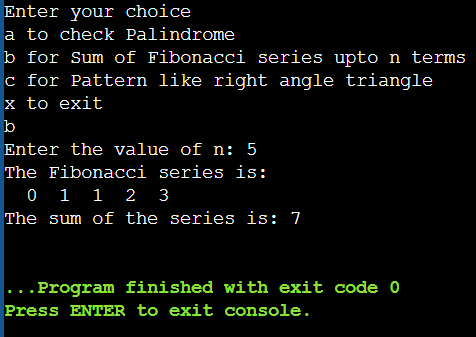 Enter your choice
a to check Palindrome
b for Sum of Fibonacci series upto n terms
c for Pattern like right angle triangle
x to exit
b
Enter the value of n: 5
The Fibonacci series is:
  0  1  1  2  3
The sum of the series is: 7
...Program finished with exit code 0
Press ENTER to exit console.